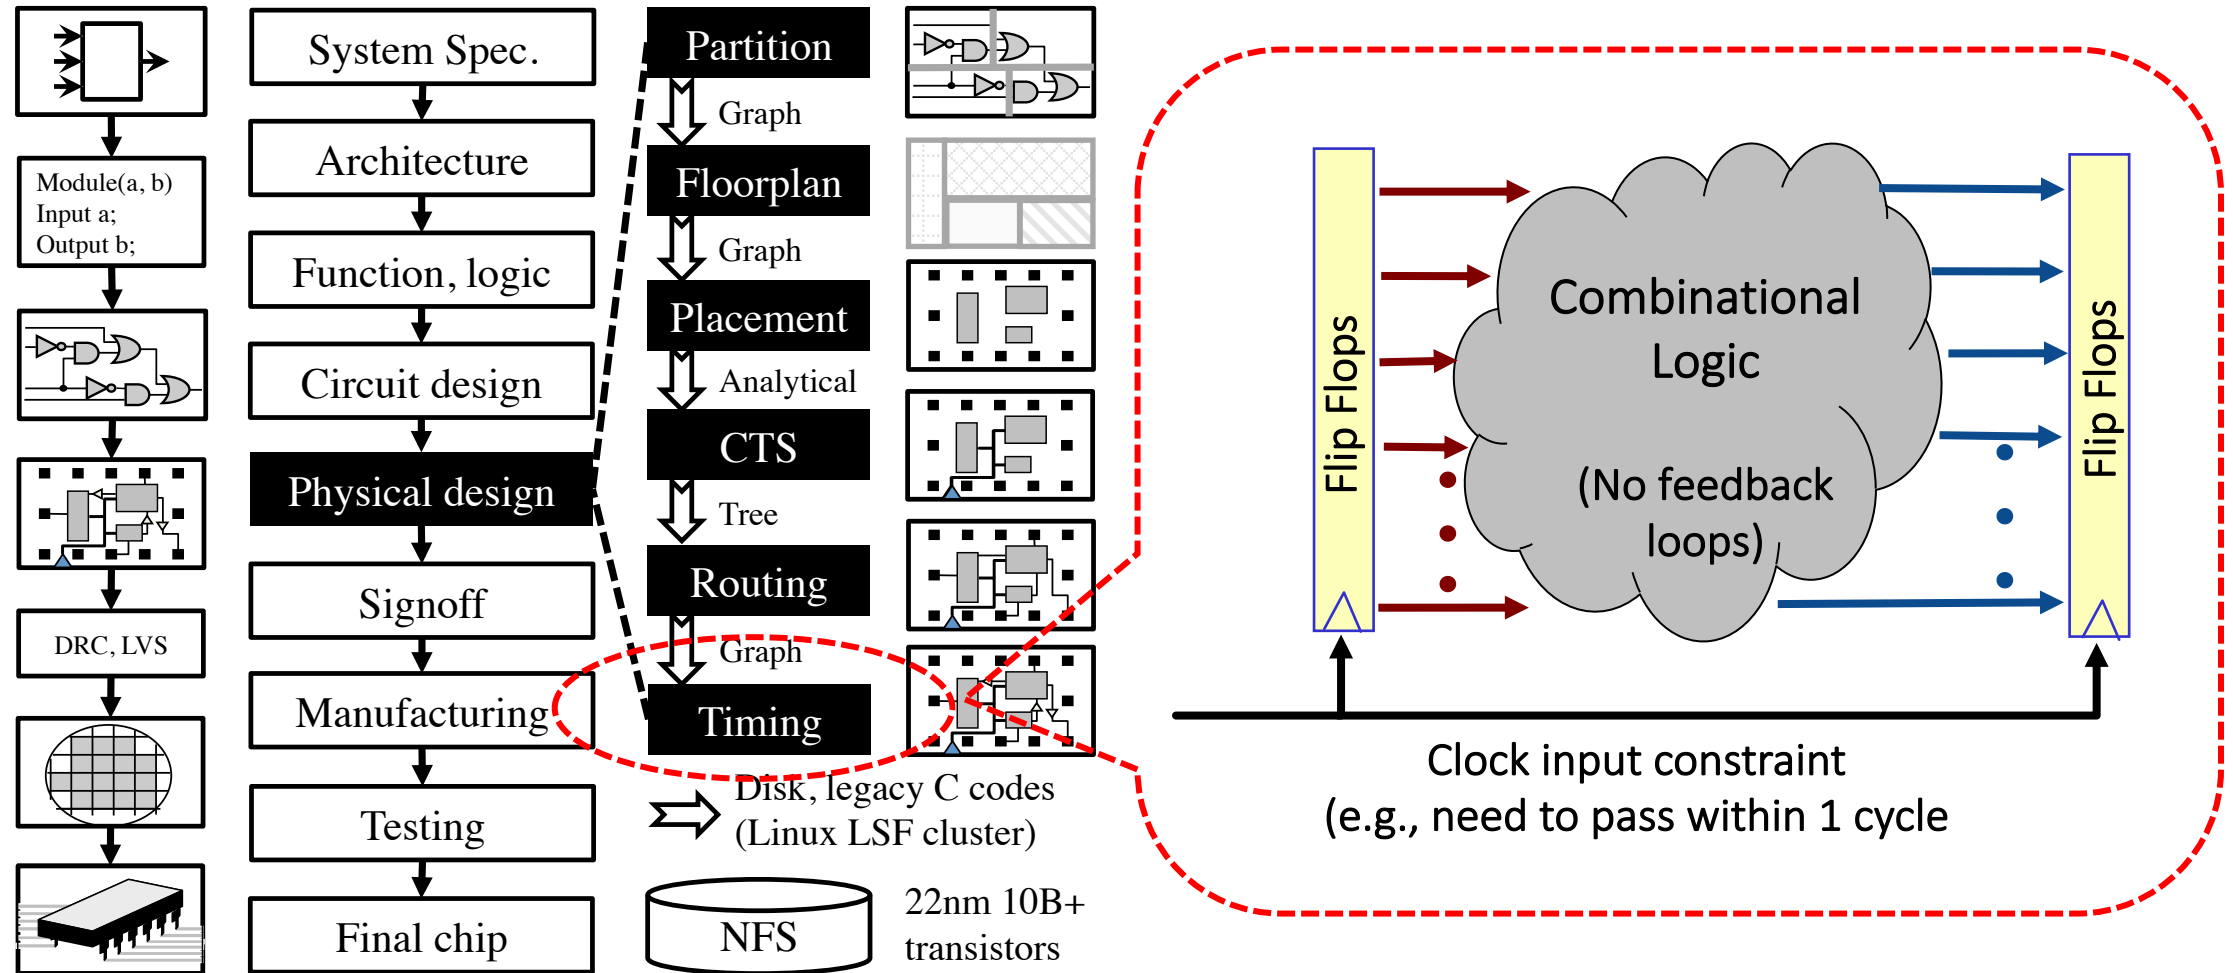 Module(a, b)
Input a;
Output b;
DRC, LVS
System Spec.
Architecture
Function, logic
Circuit design
Physical design
Signoff
Manufacturing
Testing
Final chip
Partition
Graph
Floorplan
Graph
Placement
Analytical
CTS
Tree
Routing
Graph
Timing
Disk, legacy C codes
(Linux LSF cluster)
NFS
22nm 10B+
transistors
Flip Flops
Combinational
Logic
(No feedback
loops)
Flip Flops
Clock input constraint
(e.g., need to pass within 1 cycle